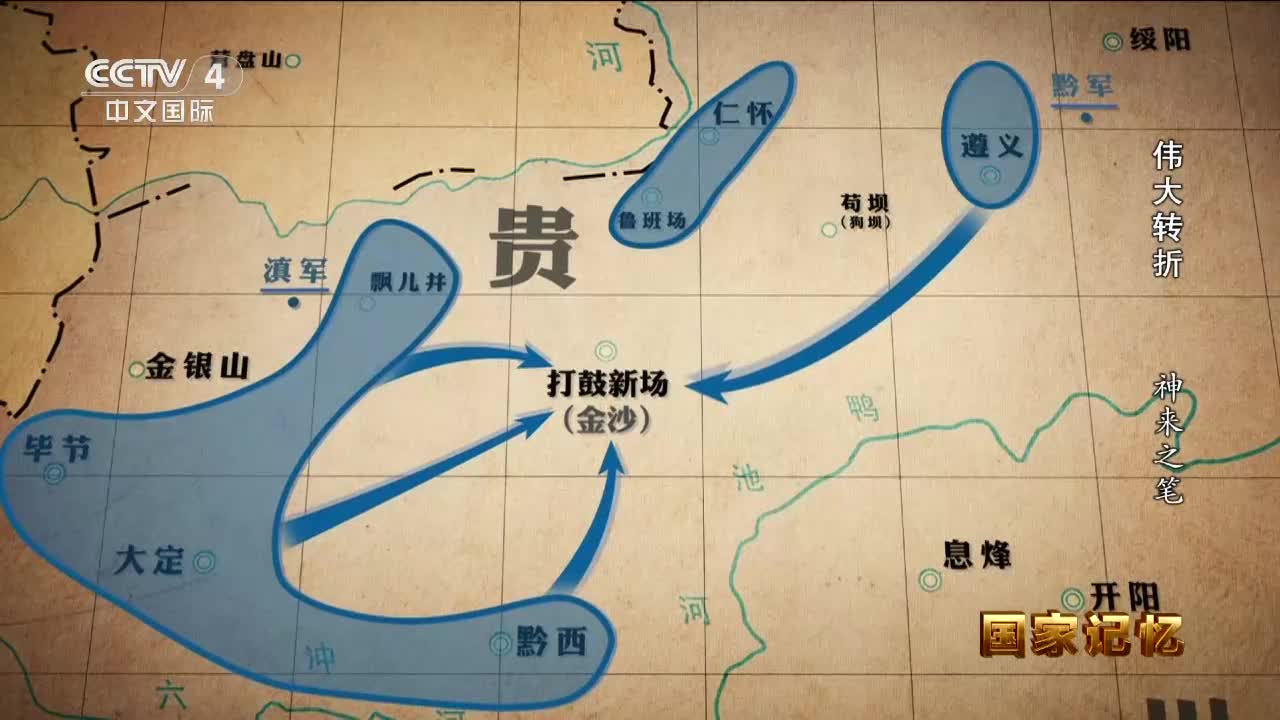 CCTV 4
中文国际
盘山
河
仁怀
绥阳
黔军
遵义
鲁班场
苟坝
（狗坝）
伟大转折
神来之笔
贵
滇军
飘儿井
金银山
打鼓新场
（金沙）
鸭
池
河
毕节
大定
息烽
开阳
国家记忆
黔西
冲
六
河